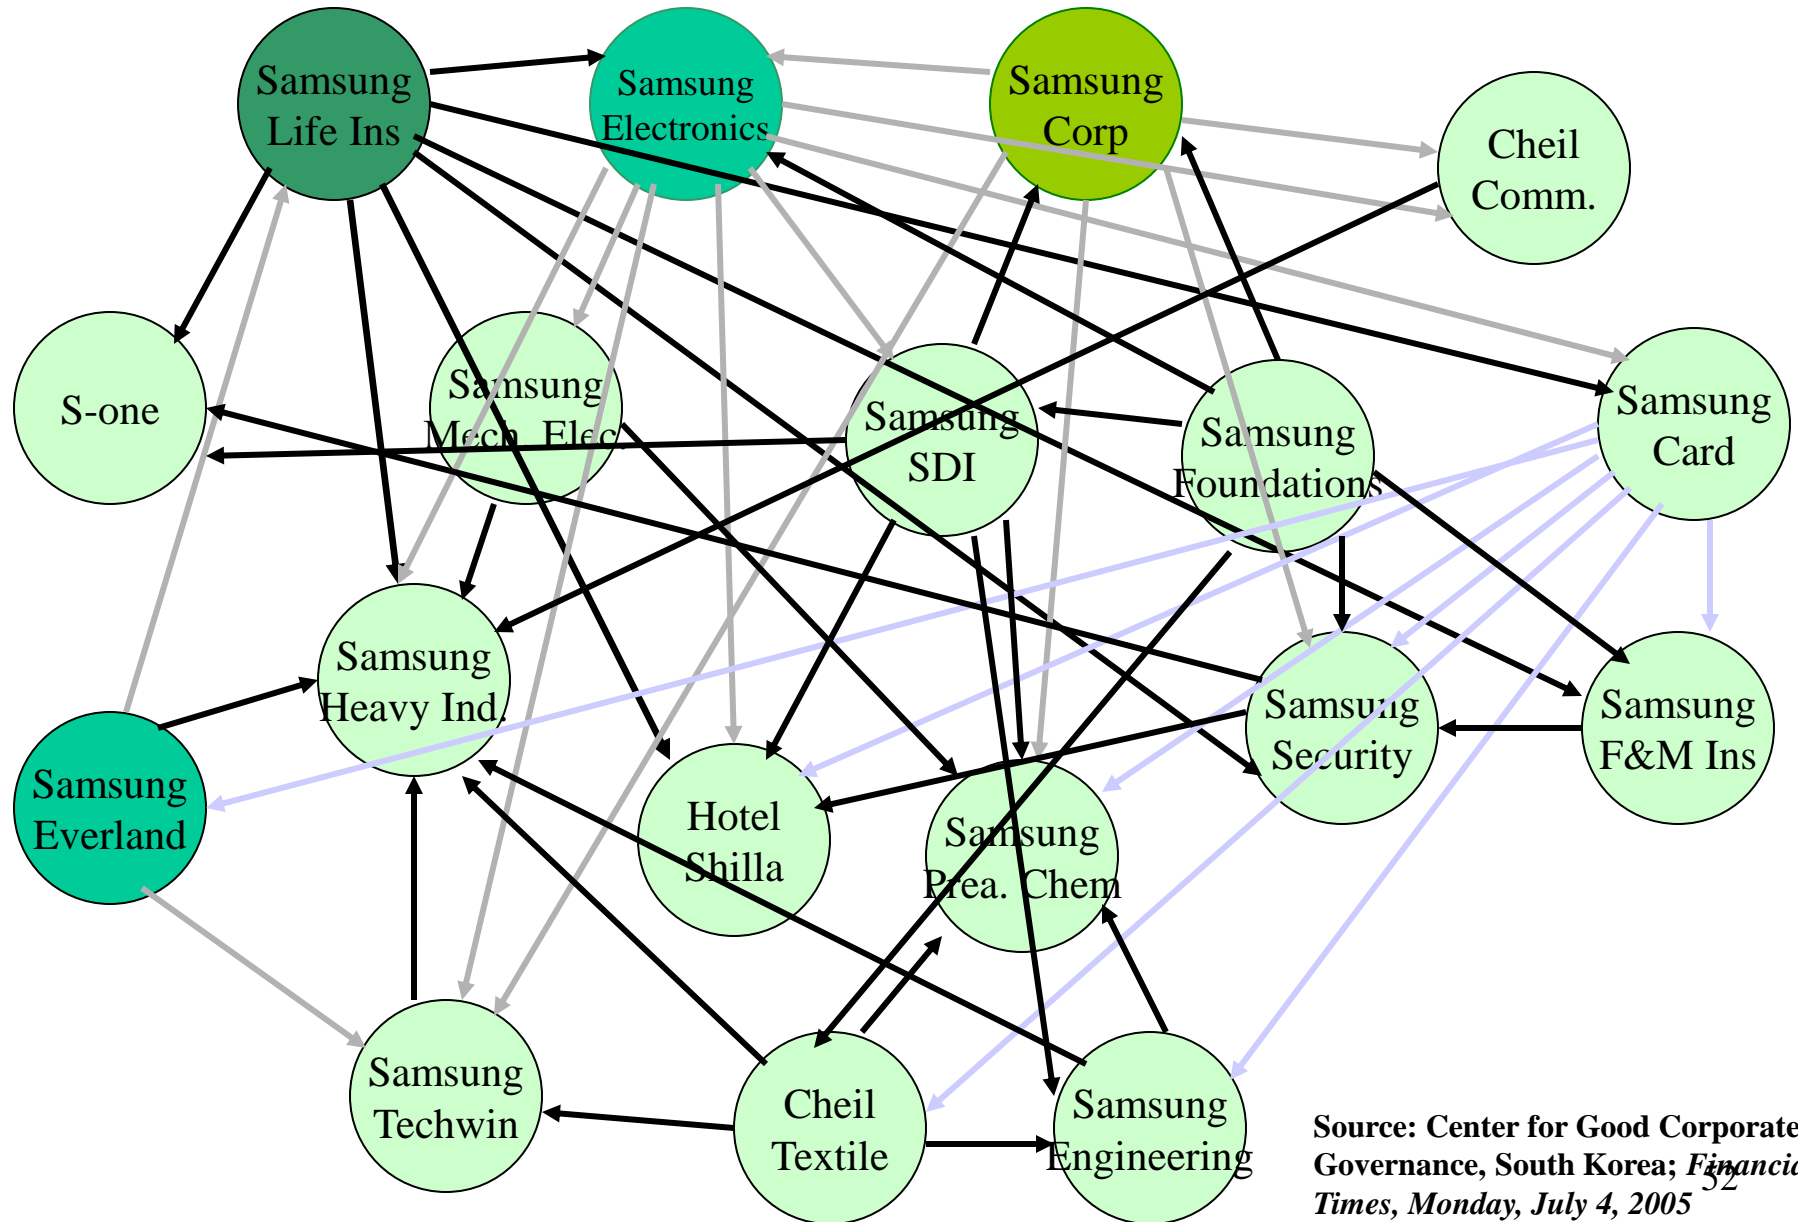 Samsung
Life Ins
Samsung
Electronics
Samsung
Corp
Cheil
Comm.
S-one
Samsung
Mech. Elec.
Samsung
SDI
Samsung
Foundations
Samsung
Card
Samsung
Heavy Ind.
Samsung
Security
Samsung
F&M Ins
Samsung
Everland
Hotel
Shilla
Samsung
Prea. Chem
Samsung
Techwin
Cheil
Textile
Samsung
Engineering
Source: Center for Good Corporate
Governance, South Korea; Financia
Times, Monday, July 4, 2005
52